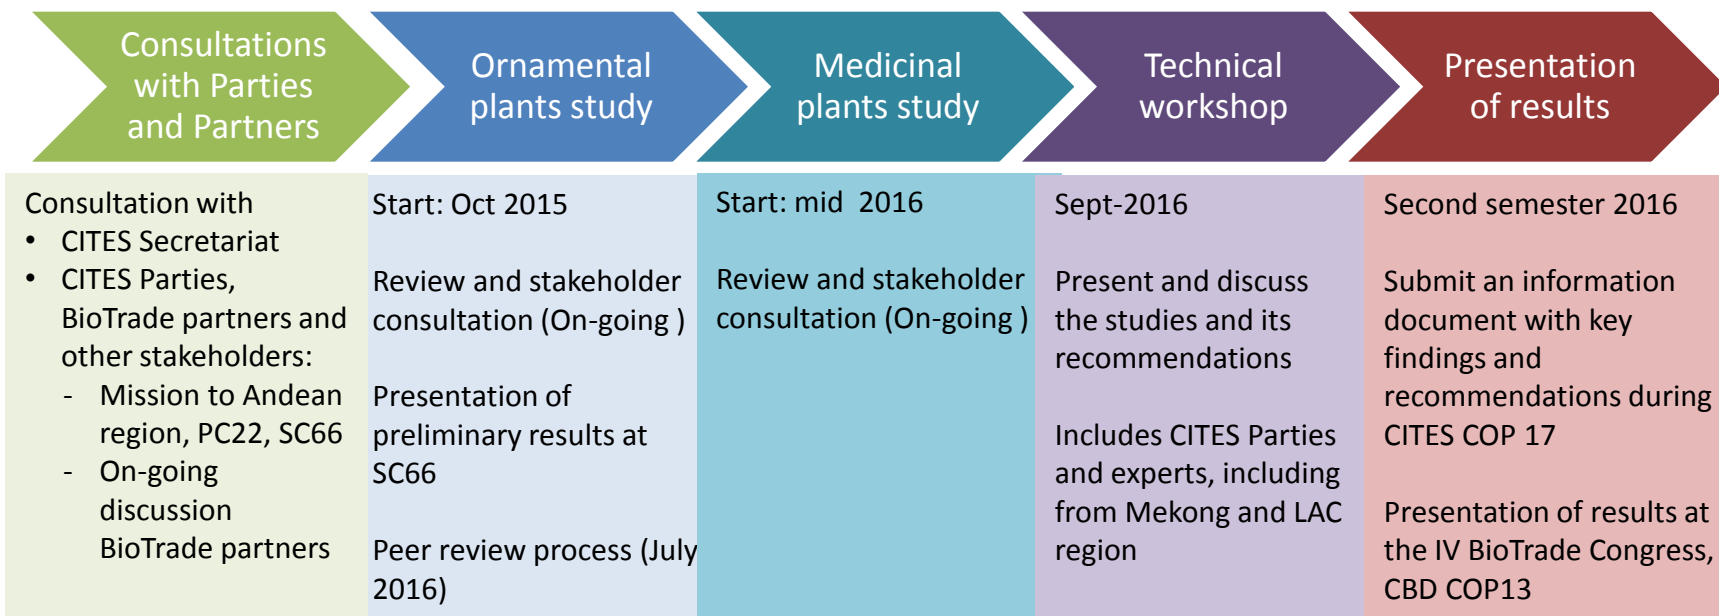 Consultations
with Parties
and Partners
Ornamental
plants study
Medicinal
plants study
Technical
workshop
Presentation
of results
Consultation with
• CITES Secretariat
• CITES Parties,
BioTrade partners and
other stakeholders:
- Mission to Andean
region, PC22, SC66
- On-going
discussion
BioTrade partners
Start: Oct 2015
Review and stakeholder
consultation (On-going )
Presentation of
preliminary results at
SC66
Peer review process (July
2016)
Start: mid 2016
Review and stakeholder
consultation (On-going )
Sept-2016
Present and discuss
the studies and its
recommendations
Includes CITES Parties
and experts, including
from Mekong and LAC
region
Second semester 2016
Submit an information
document with key
findings and
recommendations during
CITES COP 17
Presentation of results at
the IV BioTrade Congress,
CBD COP13